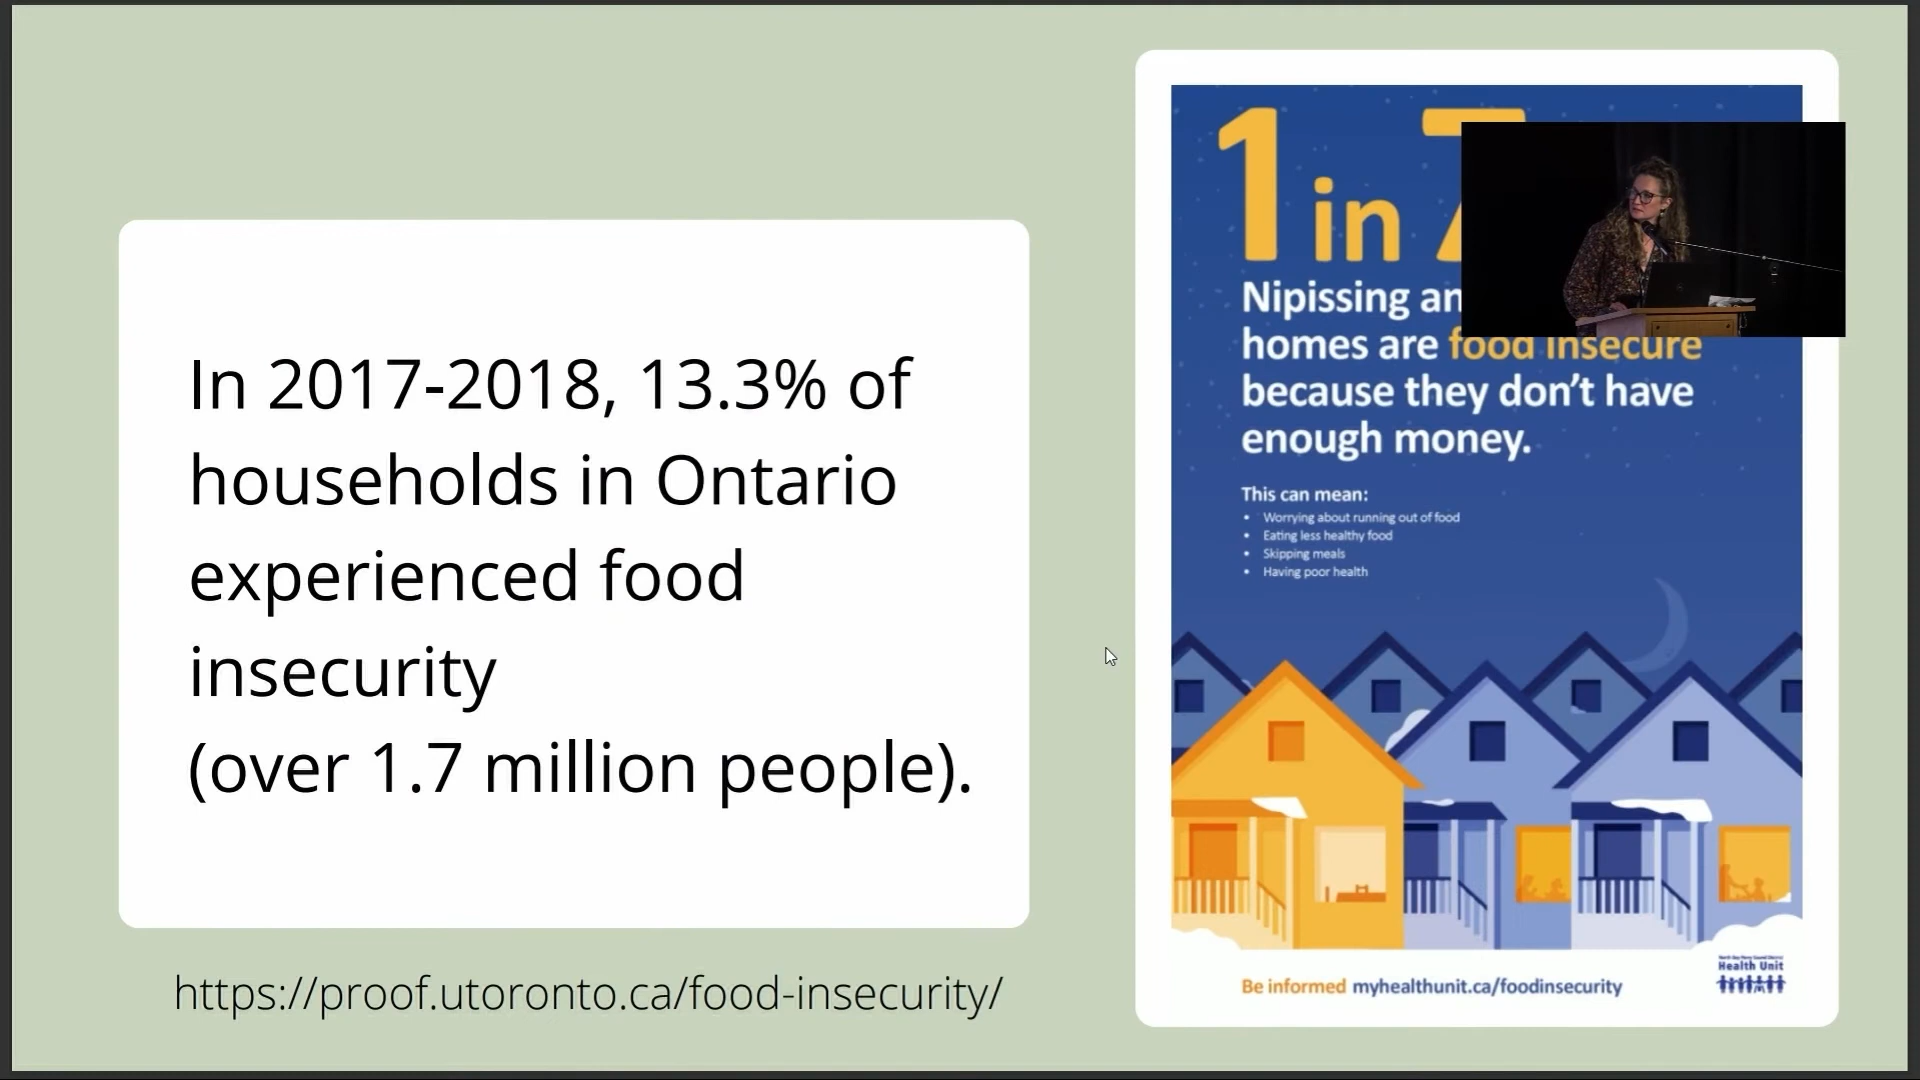 In 2017-2018, 13.3% of
households in Ontario
experienced food
insecurity
(over 1.7 million people).
https://proof.utoronto.ca/food-insecurity/
1 in 7
Nipissing
homes are food insecure
because they don't have
enough money.
This can mean:
• Worrying about running out of food
• Eating less healthy food
• Skipping meals
• Having poor health
Be informed myhealthunit.ca/foodinsecurity
Health Unit